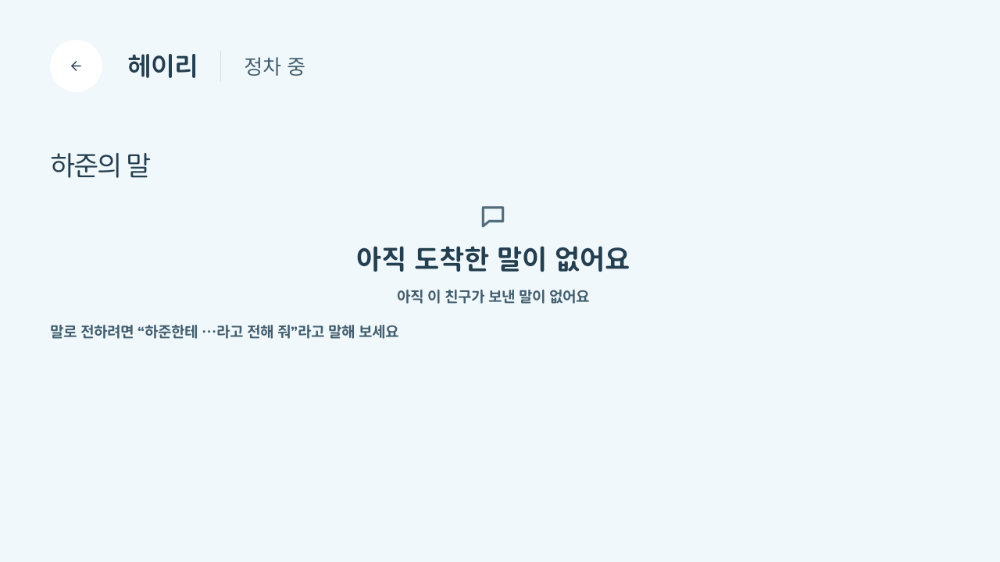 헤이리
정차 중
하준의 말
아직 도착한 말이 없어요
아직 이 친구가 보낸 말이 없어요
말로 전하려면 “하준한테 …라고 전해 줘”라고 말해 보세요